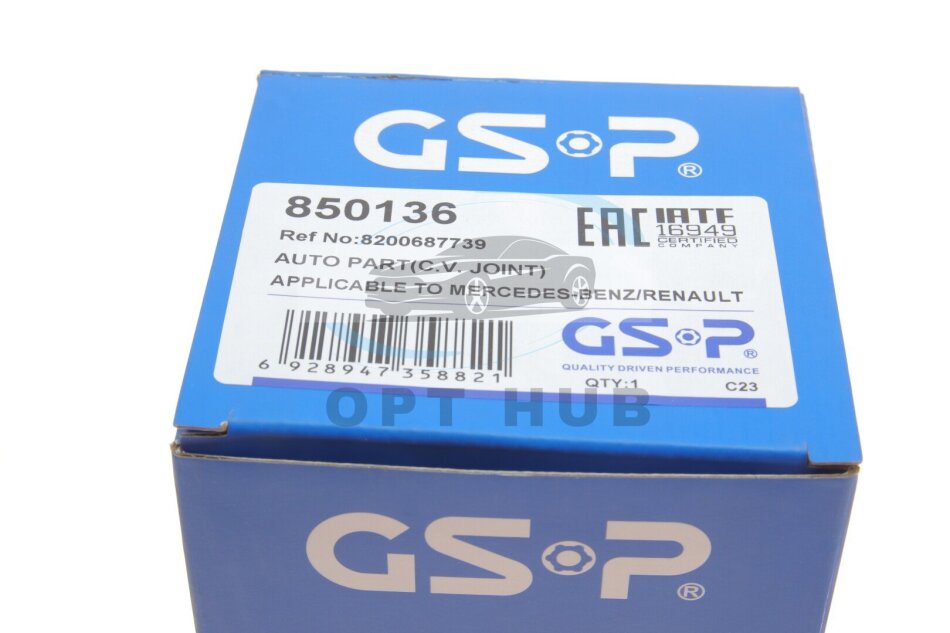 GSP®
850136
Ref No:8200687739
AUTO PART(C.V. JOINT)
APPLICABLE TO MERCEDES-BENZ/RENAULT
EAC
IATF
16949
CERTIFIED
COMPANY
6 928947 358821
GSP®
QUALITY DRIVEN PERFORMANCE
QTY:1 C23
OPT HUB
GSP®